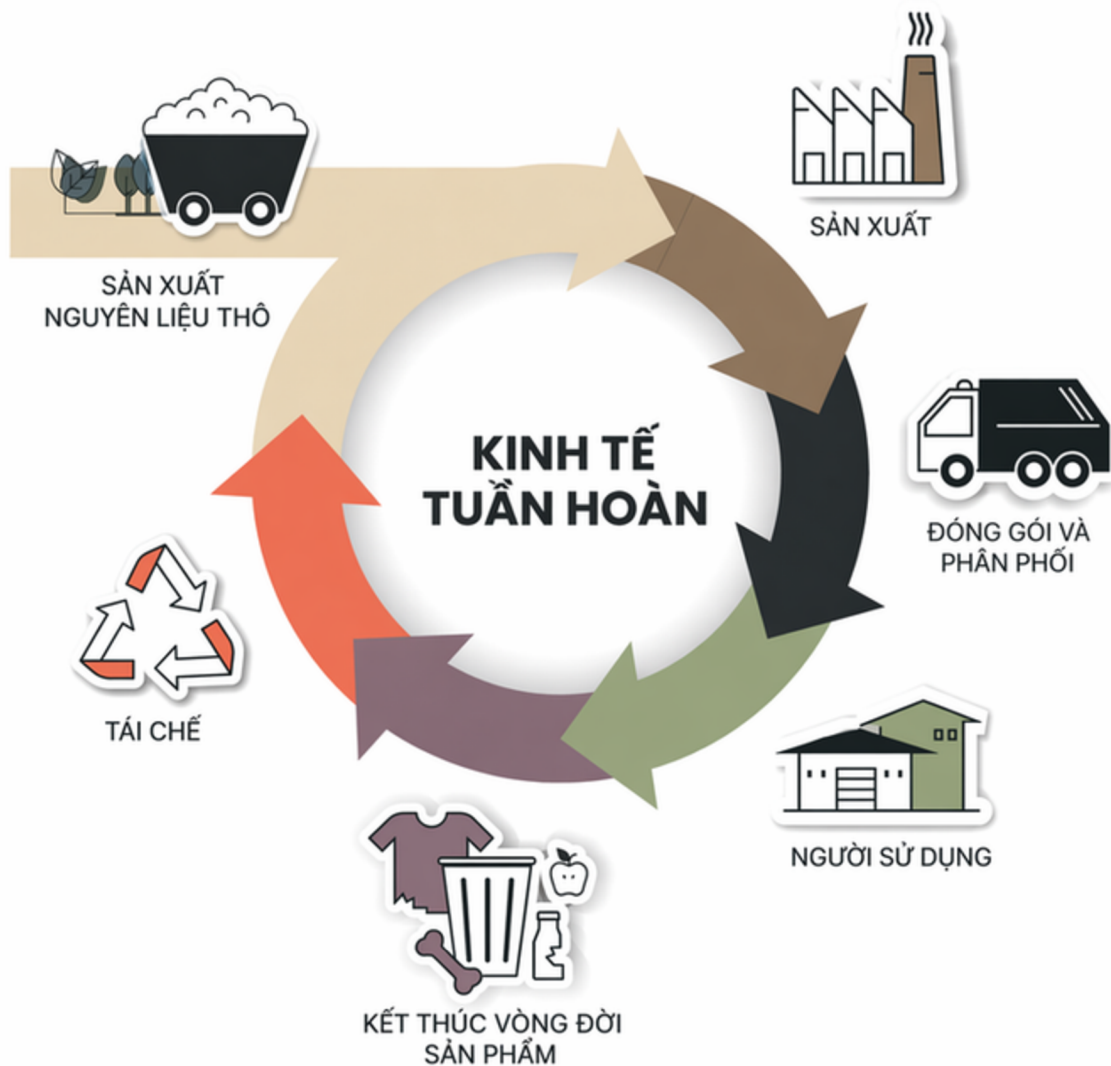 SẢN XUẤT
NGUYÊN LIỆU THÔ
SẢN XUẤT
KINH TẾ
TUẦN HOÀN
ĐÓNG GÓI VÀ
PHÂN PHỐI
TÁI CHẾ
NGƯỜI SỬ DỤNG
KẾT THÚC VÒNG ĐỜI
SẢN PHẨM